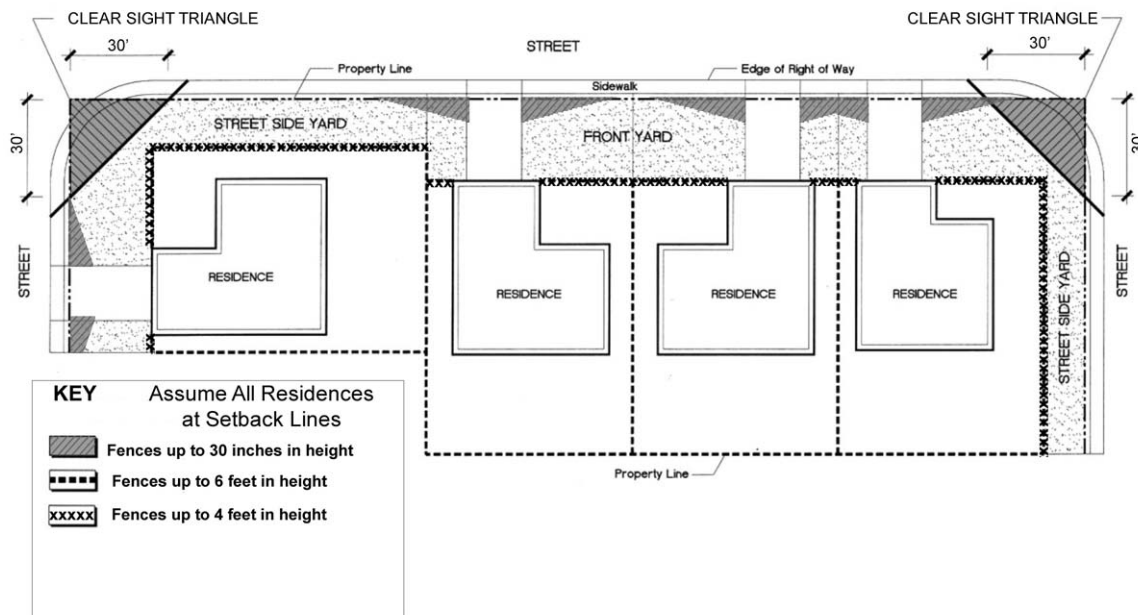 CLEAR SIGHT TRIANGLE
CLEAR SIGHT TRIANGLE
30'
STREET
30'
Property Line
Edge of Right of Way
Sidewalk
STREET SIDE YARD
FRONT YARD
30'
30'
STREET
RESIDENCE
RESIDENCE
RESIDENCE
RESIDENCE
STREET SIDE YARD
STREET
KEY Assume All Residences
at Setback Lines
Fences up to 30 inches in height
Fences up to 6 feet in height
xxxxx Fences up to 4 feet in height
Property Line